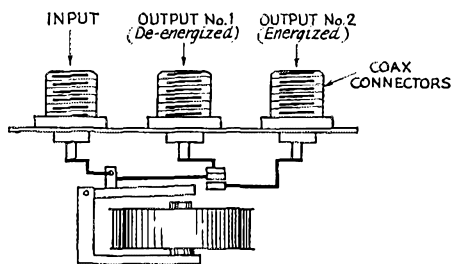 INPUT
OUTPUT No.1
(De-energized)
OUTPUT No.2
(Energized)
COAX
CONNECTORS